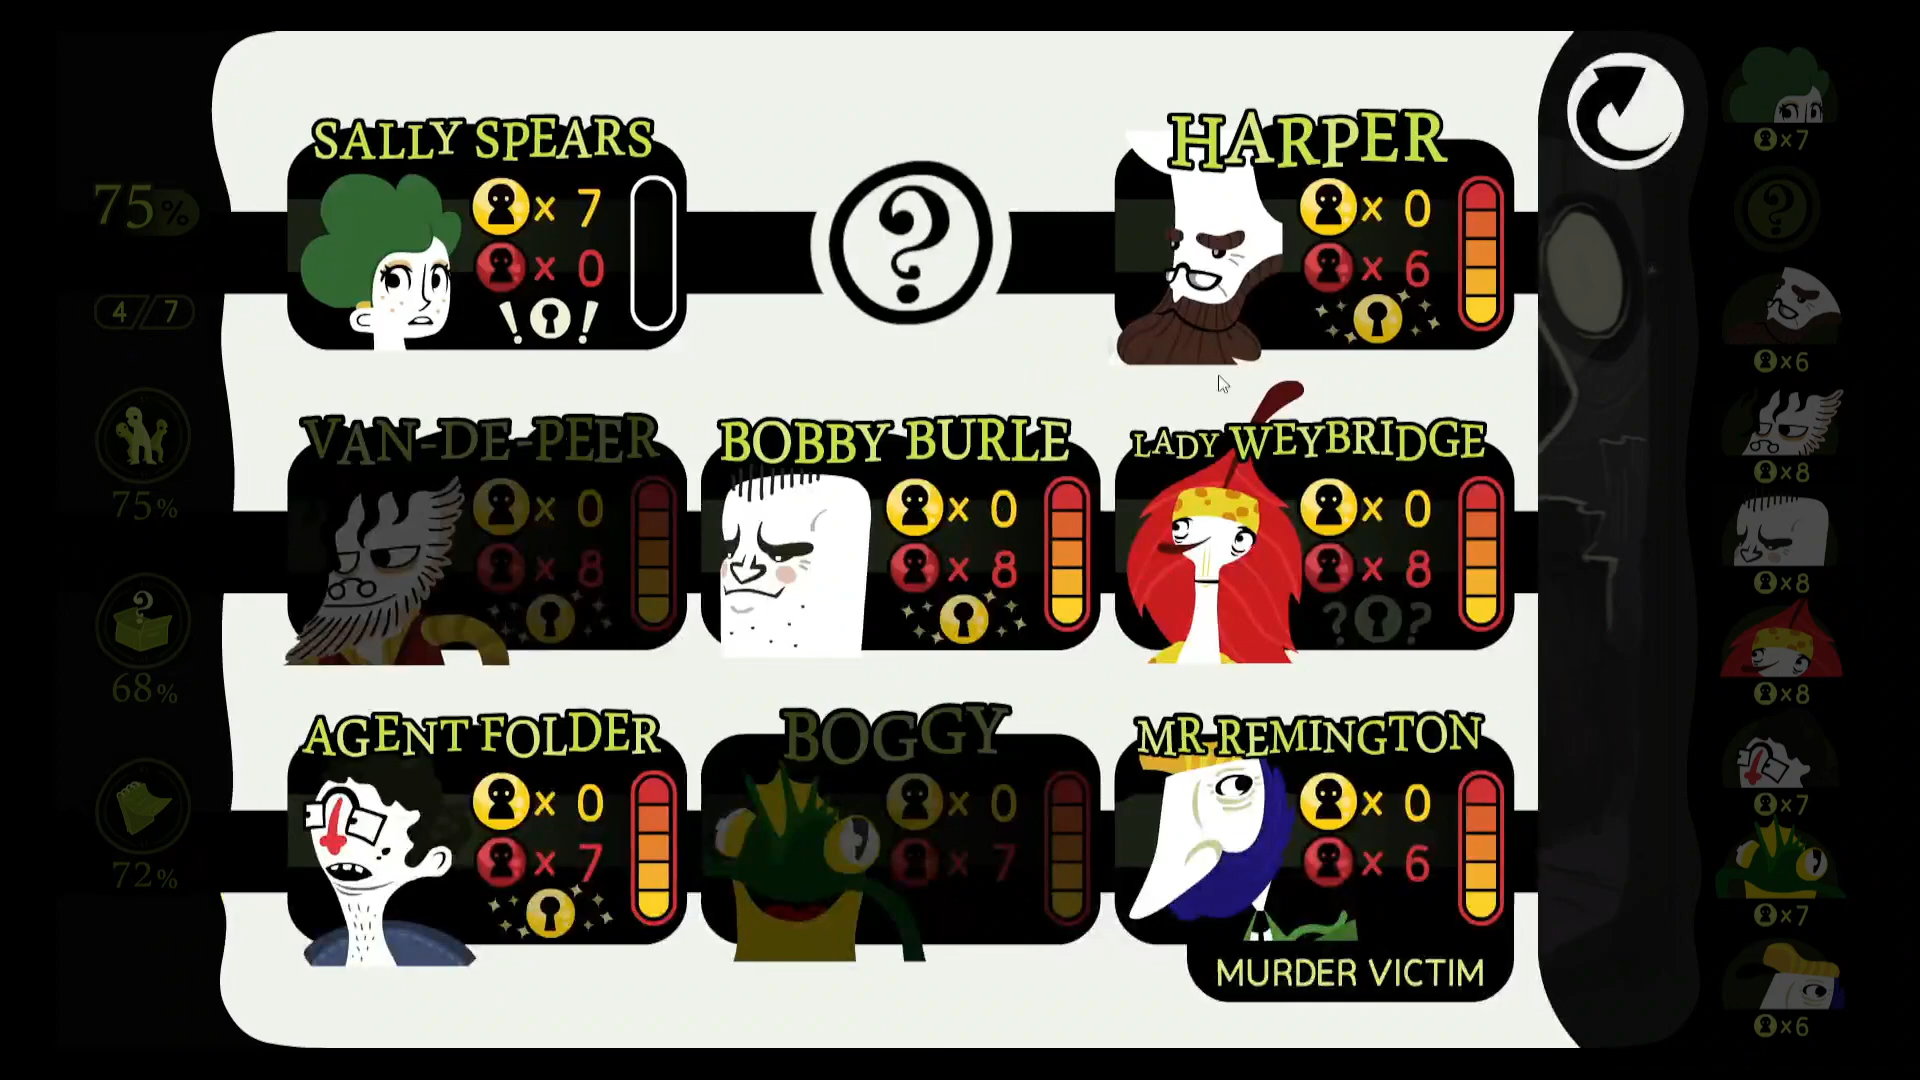 SALLY SPEARS
x 7
x 0
! !
?
HARPER
x 0
x 6
VAN-DE-PEER
x 0
x 8
BOBBY BURLE
x 0
x 8
LADY WEYBRIDGE
x 0
x 8
? ?
AGENT FOLDER
x 0
x 7
BOGGY
x 0
x 7
MR REMINGTON
x 0
x 6
MURDER VICTIM
75%
4/7
75%
?
68%
72%
x7
?
x6
x8
x8
x8
x7
x7
x6